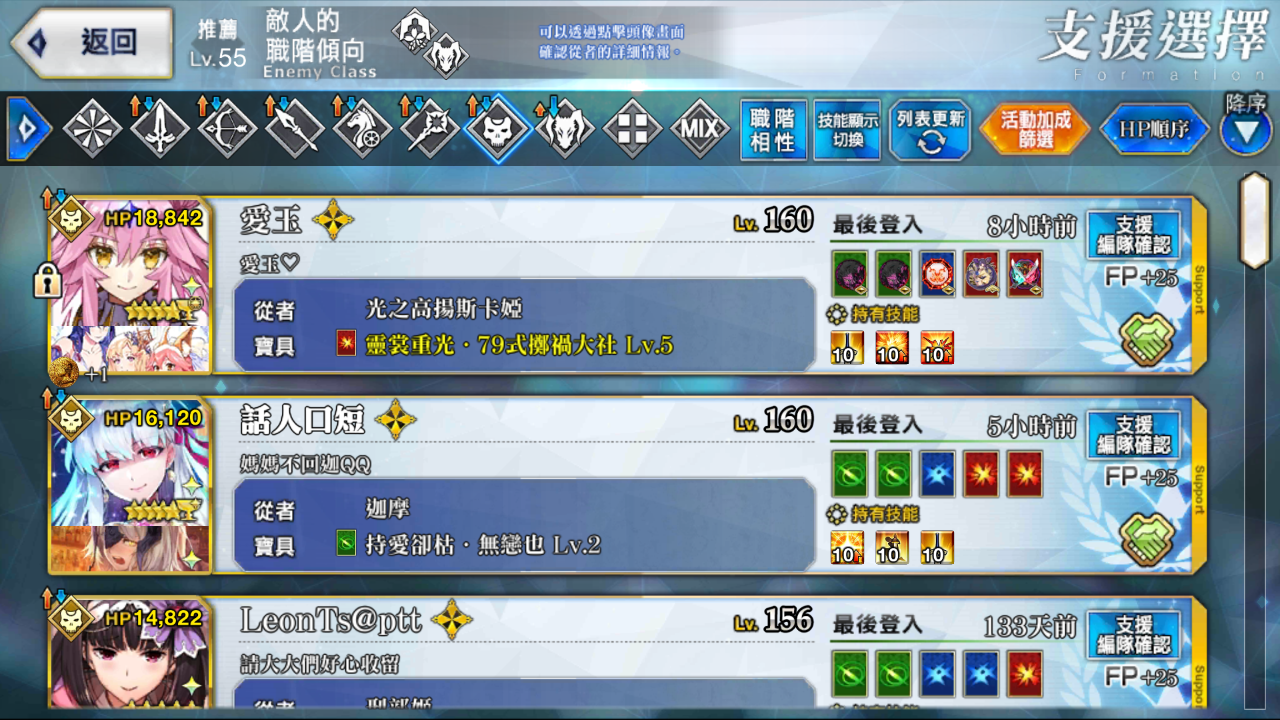 返回
推薦
Lv.55
敵人的
職階傾向
Enemy Class
可以透過點擊頭像畫面
確認從者的詳細情報。
支援選擇
Formation
MIX
職階
相性
技能顯示
切換
列表更新
活動加成
篩選
HP順序
降序
HP18,842
愛玉
Lv.160
最後登入
8小時前
支援
編隊確認
愛玉♡
FP+25
Support
從者
光之高揚斯卡婭
持有技能
寶具
靈裳重光・79式擲禍大社 Lv.5
10
10
10
+1
HP16,120
話人口短
Lv.160
最後登入
5小時前
支援
編隊確認
媽媽不回迦QQ
FP+25
Support
從者
迦摩
持有技能
寶具
持愛卻枯・無戀也 Lv.2
10
10
10
HP14,822
LeonTs@ptt
Lv.156
最後登入
133天前
支援
編隊確認
請大大們好心收留
FP+25